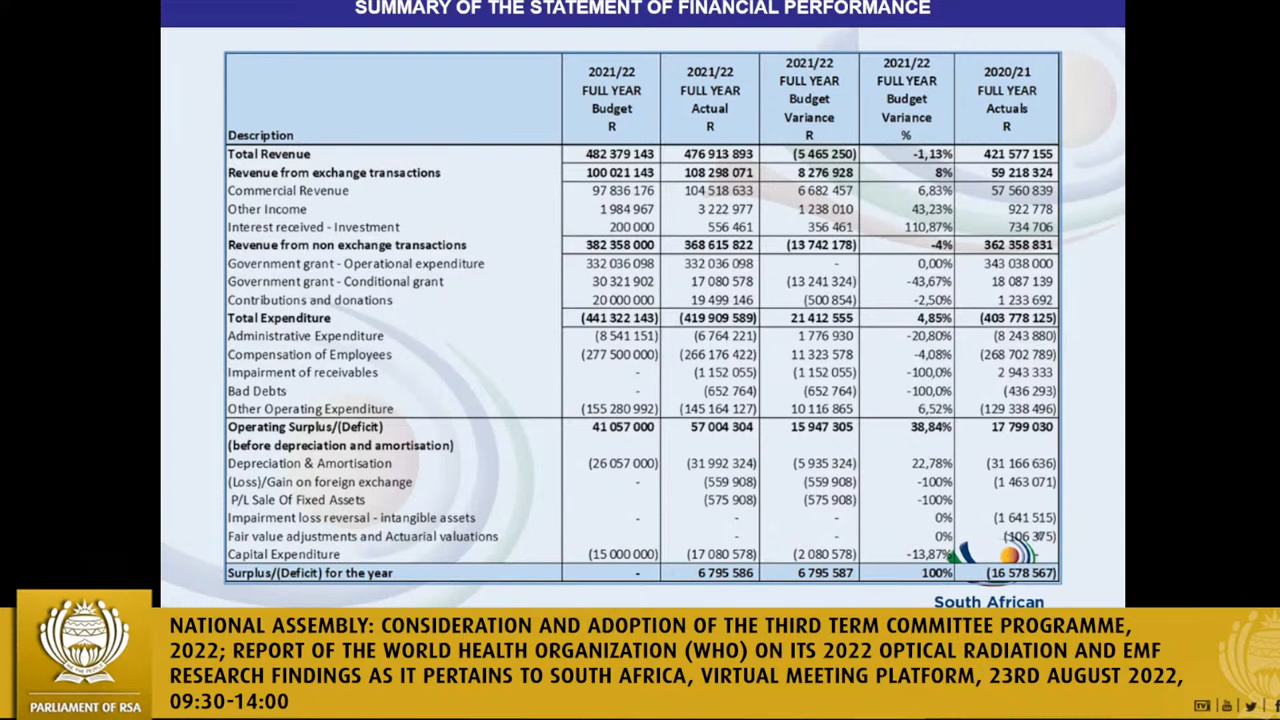 SUMMARY OF THE STATEMENT OF FINANCIAL PERFORMANCE
Description 2021/22 FULL YEAR Budget R 2021/22 FULL YEAR Actual R 2021/22 FULL YEAR Budget Variance R 2021/22 FULL YEAR Budget Variance % 2020/21 FULL YEAR Actuals R
Total Revenue 482 379 143 476 913 893 (5 465 250) -1,13% 421 577 155
Revenue from exchange transactions 100 021 143 108 298 071 8 276 928 8% 59 218 324
Commercial Revenue 97 836 176 104 518 633 6 682 457 6,83% 57 560 839
Other Income 1 984 967 3 222 977 1 238 010 43,23% 922 778
Interest received - Investment 200 000 556 461 356 461 110,87% 734 706
Revenue from non exchange transactions 382 358 000 368 615 822 (13 742 178) -4% 362 358 831
Government grant - Operational expenditure 332 036 098 332 036 098 - 0,00% 343 038 000
Government grant - Conditional grant 30 321 902 17 080 578 (13 241 324) -43,67% 18 087 139
Contributions and donations 20 000 000 19 499 146 (500 854) -2,50% 1 233 692
Total Expenditure (441 322 143) (419 909 589) 21 412 555 4,85% (403 778 125)
Administrative Expenditure (8 541 151) (6 764 221) 1 776 930 -20,80% (8 243 880)
Compensation of Employees (277 500 000) (266 176 422) 11 323 578 -4,08% (268 702 789)
Impairment of receivables - (1 152 055) (1 152 055) -100,0% 2 943 333
Bad Debts - (652 764) (652 764) -100,0% (436 293)
Other Operating Expenditure (155 280 992) (145 164 127) 10 116 865 6,52% (129 338 496)
Operating Surplus/(Deficit) 41 057 000 57 004 304 15 947 305 38,84% 17 799 030
(before depreciation and amortisation)
Depreciation & Amortisation (26 057 000) (31 992 324) (5 935 324) 22,78% (31 166 636)
(Loss)/Gain on foreign exchange - (559 908) (559 908) -100% (1 463 071)
P/L Sale Of Fixed Assets (575 908) (575 908) -100%
Impairment loss reversal - intangible assets - - - 0% (1 641 515)
Fair value adjustments and Actuarial valuations - - - 0% (106 375)
Capital Expenditure (15 000 000) (17 080 578) (2 080 578) -13,87% -
Surplus/(Deficit) for the year - 6 795 586 6 795 587 100% (16 578 567)
South African
NATIONAL ASSEMBLY: CONSIDERATION AND ADOPTION OF THE THIRD TERM COMMITTEE PROGRAMME,
2022; REPORT OF THE WORLD HEALTH ORGANIZATION (WHO) ON ITS 2022 OPTICAL RADIATION AND EMF
RESEARCH FINDINGS AS IT PERTAINS TO SOUTH AFRICA, VIRTUAL MEETING PLATFORM, 23RD AUGUST 2022,
09:30-14:00
PARLIAMENT OF RSA